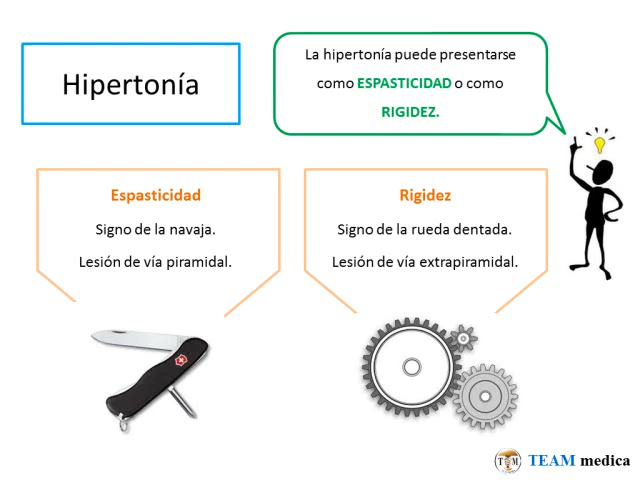 Hipertonía
La hipertonía puede presentarse
como ESPASTICIDAD o como
RIGIDEZ.
Espasticidad
Signo de la navaja.
Lesión de vía piramidal.
Rigidez
Signo de la rueda dentada.
Lesión de vía extrapiramidal.
TEAM medica